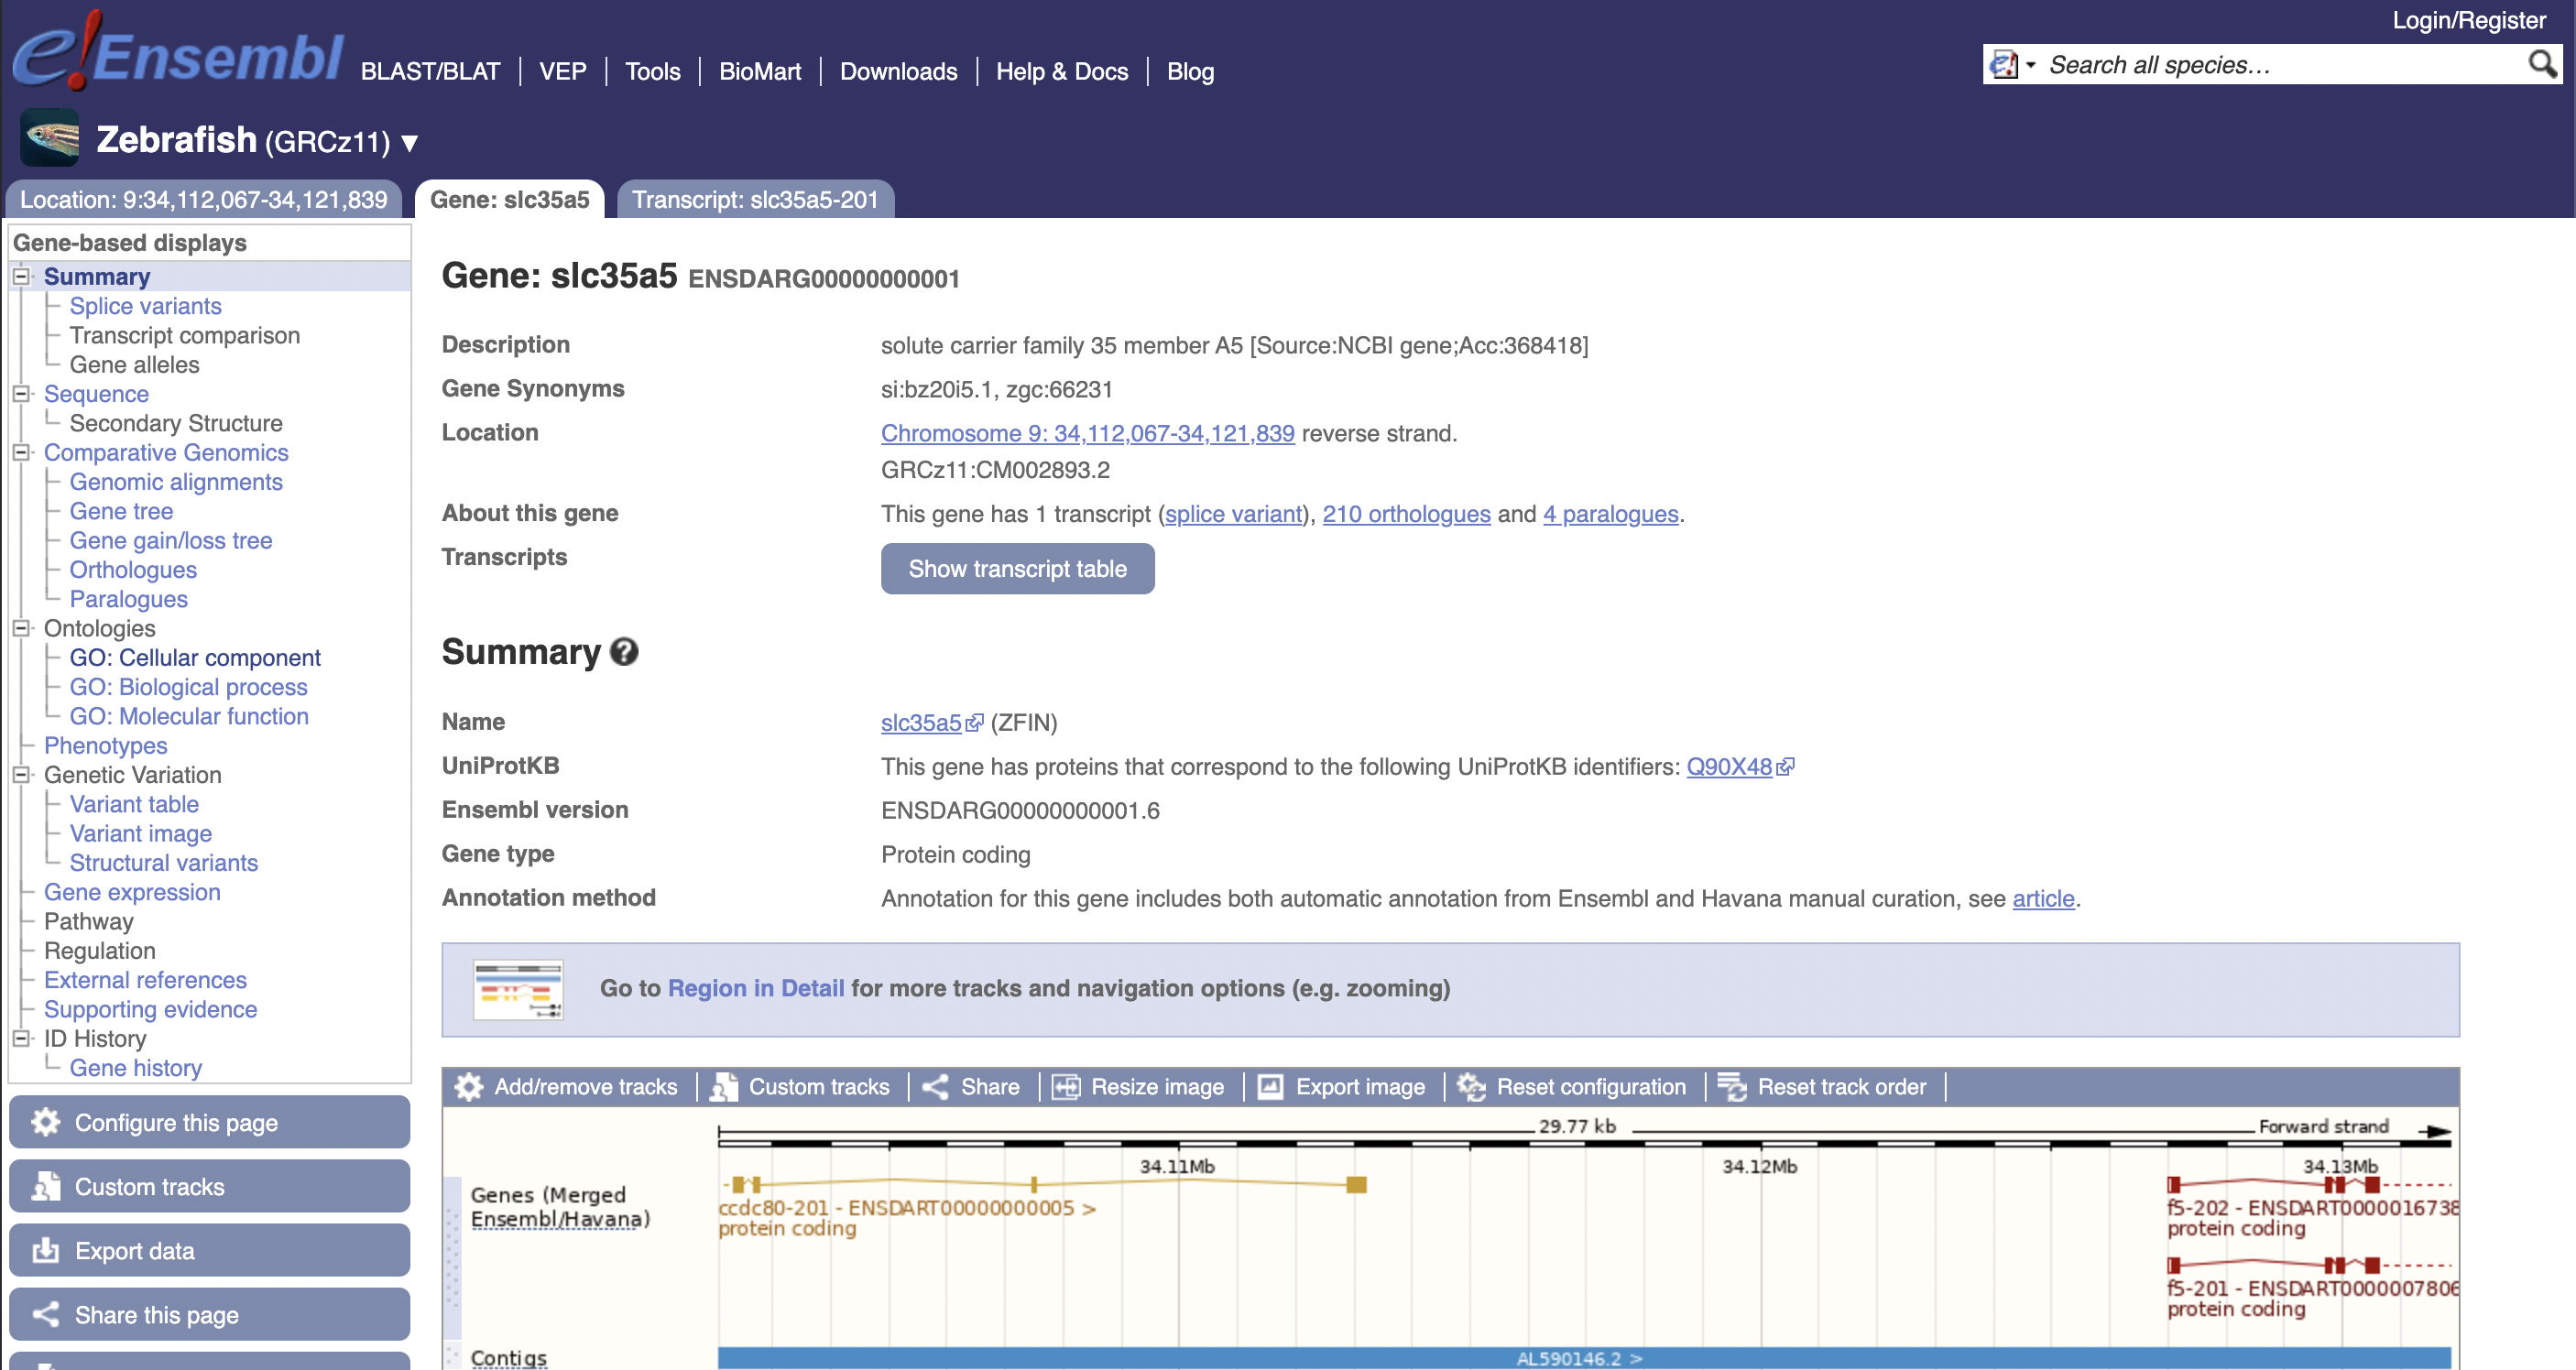 e!Ensembl
BLAST/BLAT | VEP | Tools | BioMart | Downloads | Help & Docs | Blog
Login/Register
Search all species…
Zebrafish (GRCz11) ▼
Location: 9:34,112,067-34,121,839
Gene: slc35a5
Transcript: slc35a5-201
Gene-based displays
Summary
Splice variants
Transcript comparison
Gene alleles
Sequence
Secondary Structure
Comparative Genomics
Genomic alignments
Gene tree
Gene gain/loss tree
Orthologues
Paralogues
Ontologies
GO: Cellular component
GO: Biological process
GO: Molecular function
Phenotypes
Genetic Variation
Variant table
Variant image
Structural variants
Gene expression
Pathway
Regulation
External references
Supporting evidence
ID History
Gene history
Configure this page
Custom tracks
Export data
Share this page
Gene: slc35a5 ENSDARG00000000001
Description solute carrier family 35 member A5 [Source:NCBI gene;Acc:368418]
Gene Synonyms si:bz20i5.1, zgc:66231
Location Chromosome 9: 34,112,067-34,121,839 reverse strand.
GRCz11:CM002893.2
About this gene This gene has 1 transcript (splice variant), 210 orthologues and 4 paralogues.
Transcripts Show transcript table
Summary ?
Name slc35a5 (ZFIN)
UniProtKB This gene has proteins that correspond to the following UniProtKB identifiers: Q90X48
Ensembl version ENSDARG00000000001.6
Gene type Protein coding
Annotation method Annotation for this gene includes both automatic annotation from Ensembl and Havana manual curation, see article.
Go to Region in Detail for more tracks and navigation options (e.g. zooming)
Add/remove tracks | Custom tracks | Share | Resize image | Export image | Reset configuration | Reset track order |
29.77 kb Forward strand
34.11Mb 34.12Mb 34.13Mb
Genes (Merged
Ensembl/Havana)
ccdc80-201 - ENSDART00000000005 >
protein coding
f5-202 - ENSDART0000016738
protein coding
f5-201 - ENSDART0000007806
protein coding
Contigs
AL590146.2 >